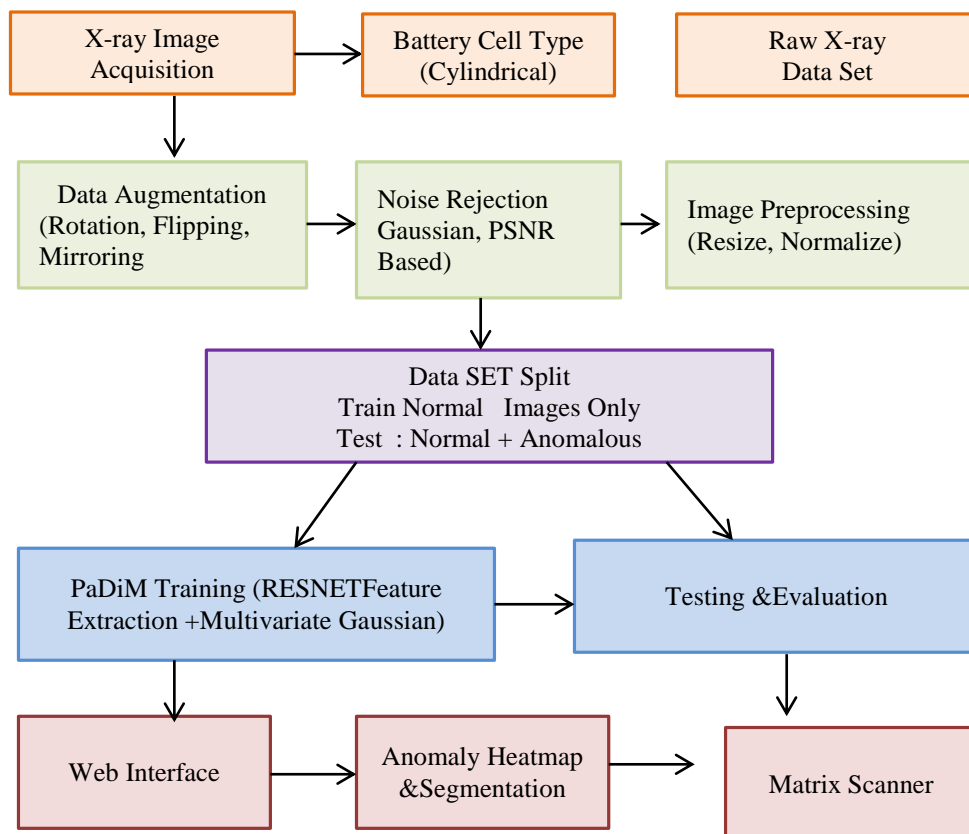 X-ray Image
Acquisition
Battery Cell Type
(Cylindrical)
Raw X-ray
Data Set
Data Augmentation
(Rotation, Flipping,
Mirroring
Noise Rejection
Gaussian, PSNR
Based)
Image Preprocessing
(Resize, Normalize)
Data SET Split
Train Normal   Images Only
Test  : Normal + Anomalous
PaDiM Training (RESNETFeature
Extraction +Multivariate Gaussian)
Testing &Evaluation
Web Interface
Anomaly Heatmap
&Segmentation
Matrix Scanner